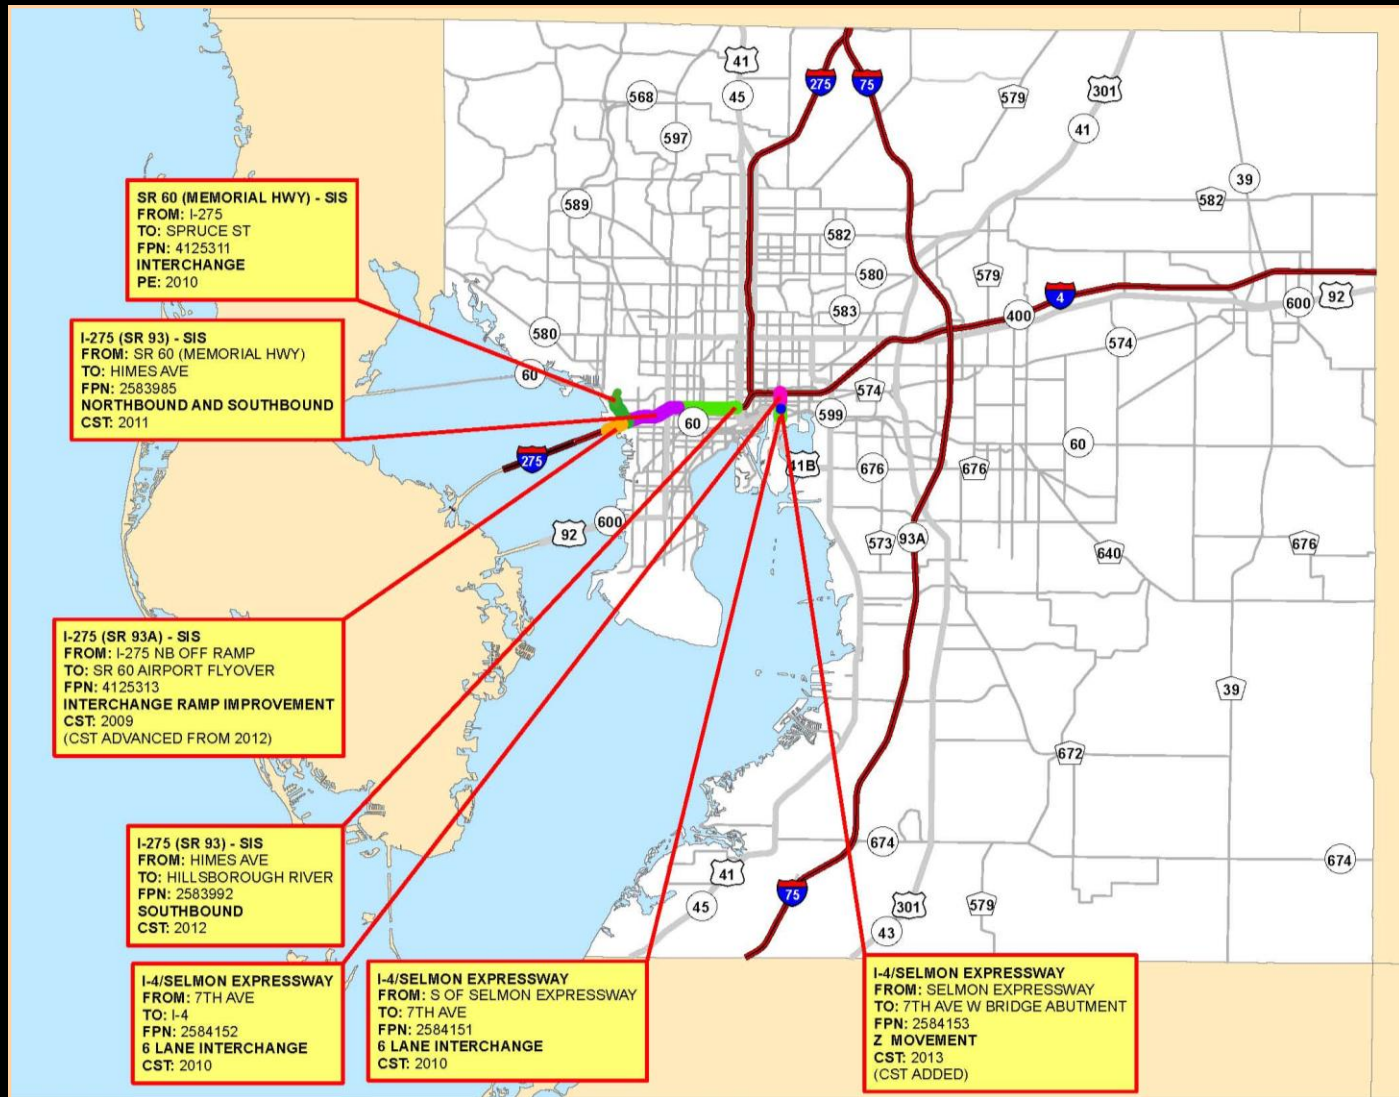 41
275
75
568
45
579
301
597
41
39
SR 60 (MEMORIAL HWY) - SIS
FROM: I-275
TO: SPRUCE ST
FPN: 4125311
INTERCHANGE
PE: 2010
589
582
582
580
579
583
4
600
92
400
580
574
I-275 (SR 93) - SIS
FROM: SR 60 (MEMORIAL HWY)
TO: HIMES AVE
FPN: 2583985
NORTHBOUND AND SOUTHBOUND
CST: 2011
60
574
599
60
60
275
41B
676
676
600
92
573
93A
640
676
I-275 (SR 93A) - SIS
FROM: I-275 NB OFF RAMP
TO: SR 60 AIRPORT FLYOVER
FPN: 4125313
INTERCHANGE RAMP IMPROVEMENT
CST: 2009
(CST ADVANCED FROM 2012)
39
672
I-275 (SR 93) - SIS
FROM: HIMES AVE
TO: HILLSBOROUGH RIVER
FPN: 2583992
SOUTHBOUND
CST: 2012
674
674
41
75
45
301
579
43
I-4/SELMON EXPRESSWAY
FROM: 7TH AVE
TO: I-4
FPN: 2584152
6 LANE INTERCHANGE
CST: 2010
I-4/SELMON EXPRESSWAY
FROM: S OF SELMON EXPRESSWAY
TO: 7TH AVE
FPN: 2584151
6 LANE INTERCHANGE
CST: 2010
I-4/SELMON EXPRESSWAY
FROM: SELMON EXPRESSWAY
TO: 7TH AVE W BRIDGE ABUTMENT
FPN: 2584153
Z MOVEMENT
CST: 2013
(CST ADDED)